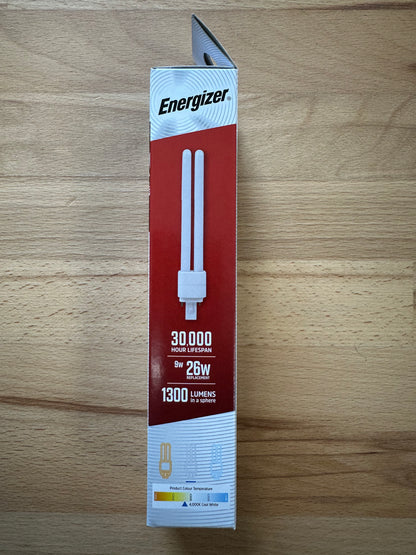 Energizer®
30,000
HOUR LIFESPAN
9w 26w
REPLACEMENT
1300 LUMENS
in a sphere
Product Colour Temperature
4,000K Cool White